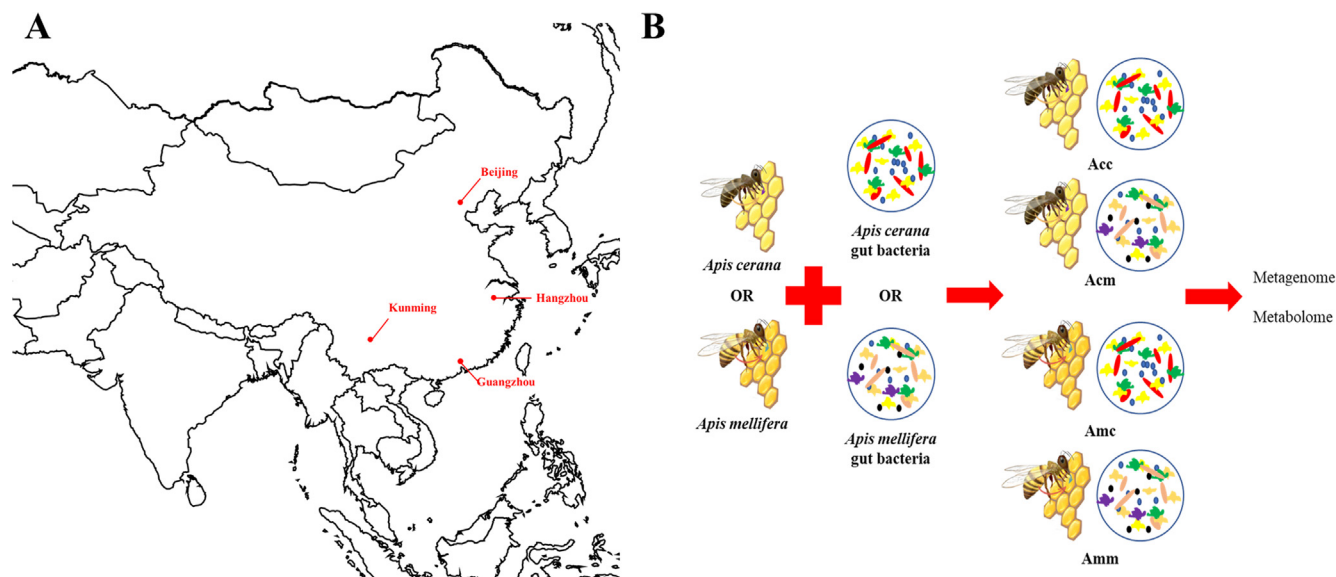 A
Beijing
Hangzhou
Kunming
Guangzhou
B
Apis cerana
OR
Apis mellifera
Apis cerana
gut bacteria
OR
Apis mellifera
gut bacteria
Acc
Acm
Amc
Amm
Metagenome
Metabolome